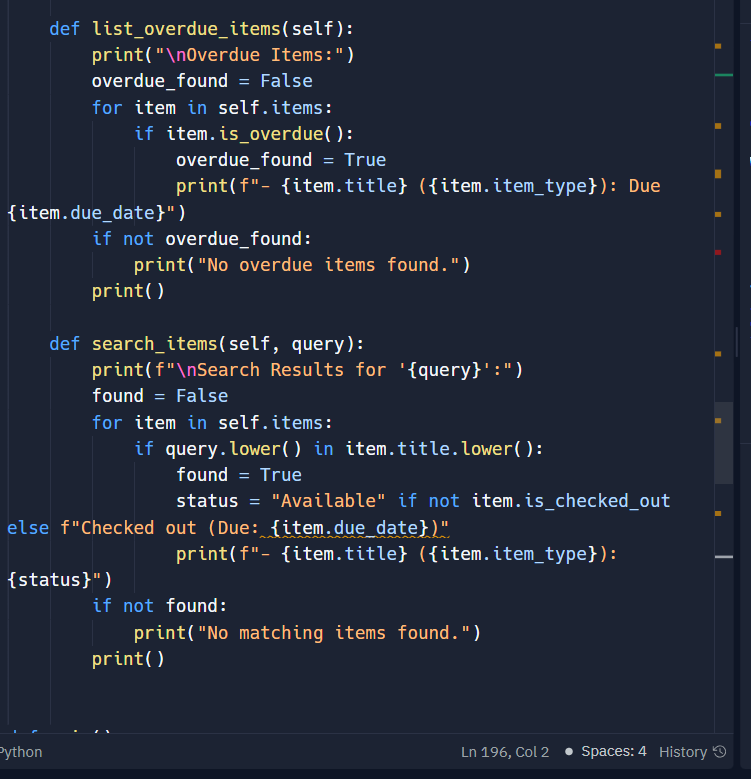 def list_overdue_items(self):
        print("\nOverdue Items:")
        overdue_found = False
        for item in self.items:
            if item.is_overdue():
                overdue_found = True
                print(f"- {item.title} ({item.item_type}): Due
{item.due_date}")
        if not overdue_found:
            print("No overdue items found.")
        print()

    def search_items(self, query):
        print(f"\nSearch Results for '{query}':")
        found = False
        for item in self.items:
            if query.lower() in item.title.lower():
                found = True
                status = "Available" if not item.is_checked_out
else f"Checked out (Due: {item.due_date})"
                print(f"- {item.title} ({item.item_type}):
{status}")
        if not found:
            print("No matching items found.")
        print()

Python Ln 196, Col 2 Spaces: 4 History